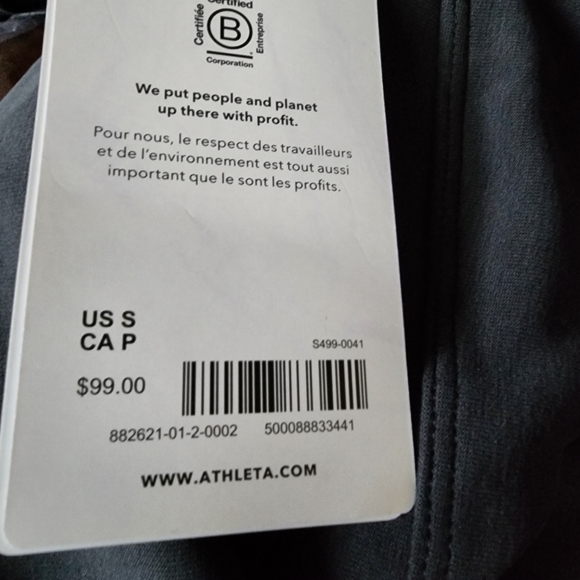 Certified
Certifiée
B
Entreprise
Corporation
We put people and planet
up there with profit.
Pour nous, le respect des travailleurs
et de l'environnement est tout aussi
important que le sont les profits.
US S
CA P
S499-0041
$99.00
882621-01-2-0002 500088833441
WWW.ATHLETA.COM